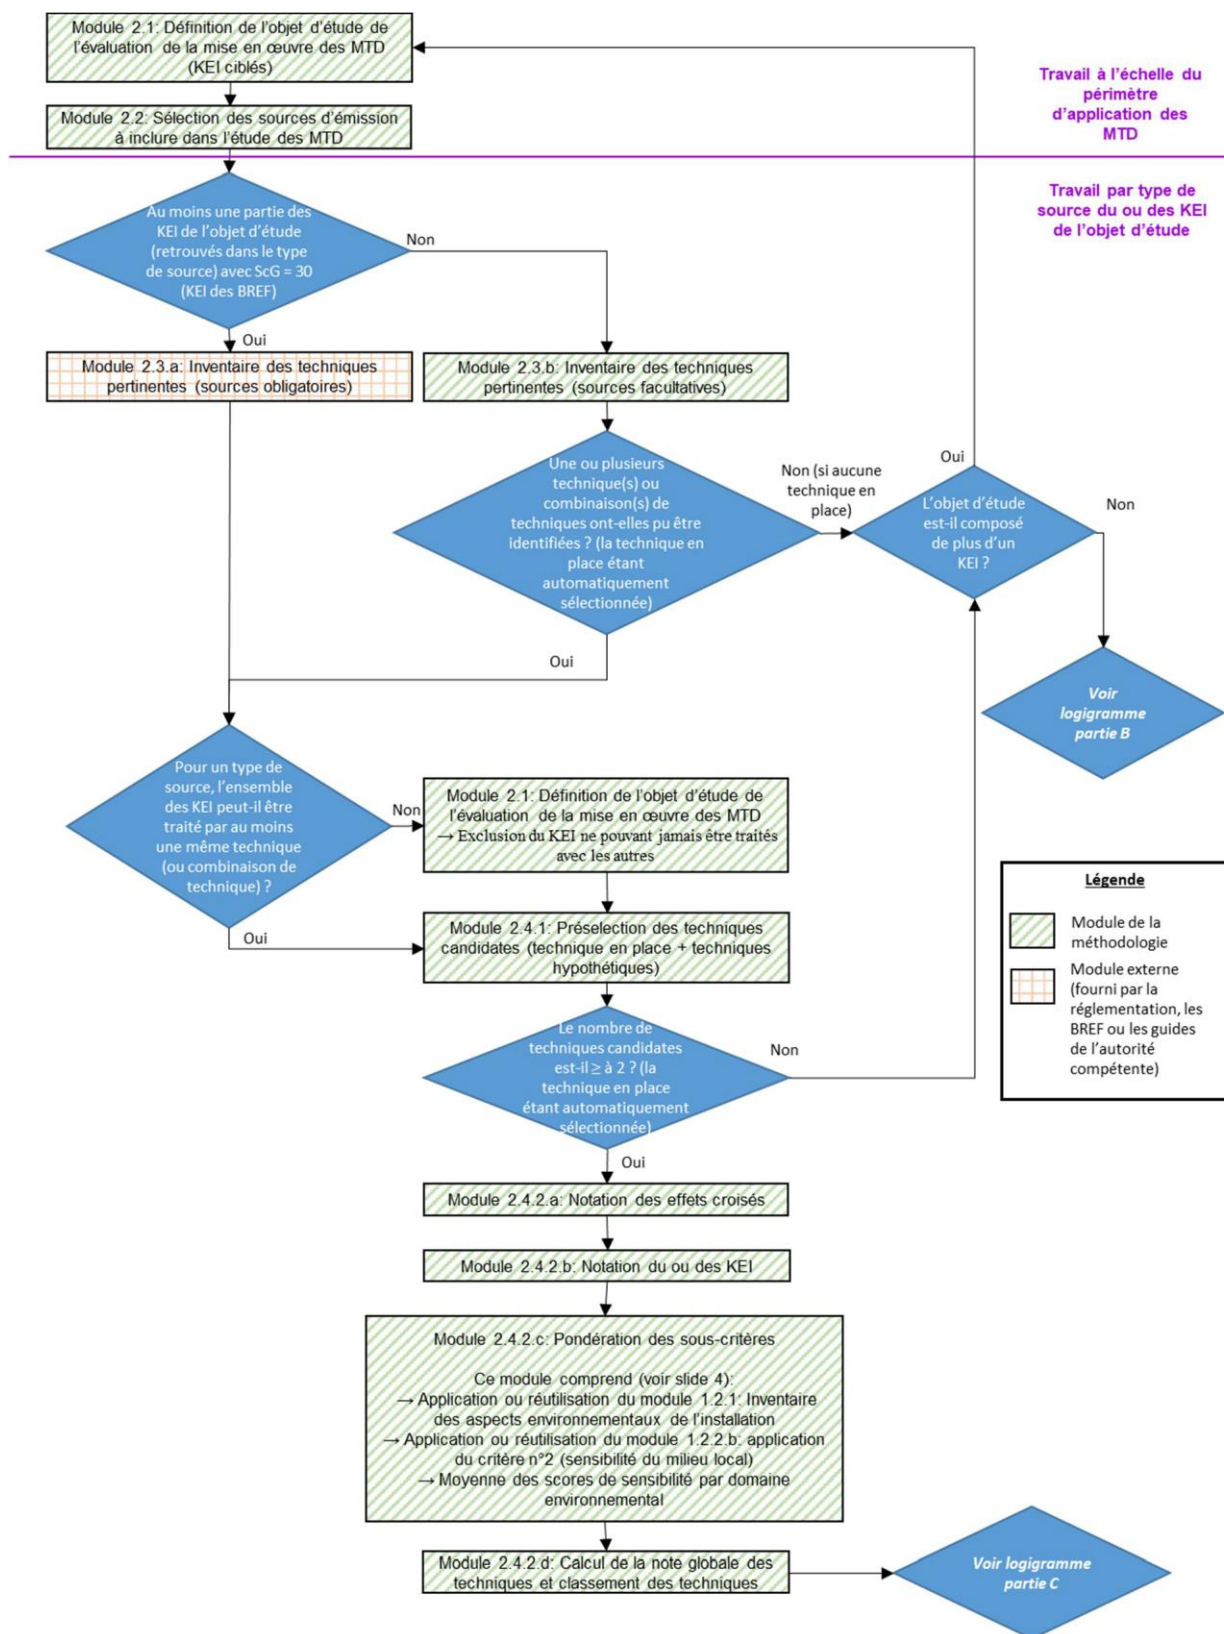 Module 2.1: Définition de l’objet d’étude de
l’évaluation de la mise en œuvre des MTD
(KEI ciblés)
Travail à l’échelle du
périmètre
d’application des
MTD
Module 2.2: Sélection des sources d’émission
à inclure dans l’étude des MTD
Travail par type de
source du ou des KEI
de l’objet d’étude
Au moins une partie des
KEI de l’objet d’étude
(retrouvés dans le type
de source) avec ScG = 30
(KEI des BREF)
Non
Oui
Module 2.3.a: Inventaire des techniques
pertinentes (sources obligatoires)
Module 2.3.b: Inventaire des techniques
pertinentes (sources facultatives)
Une ou plusieurs
technique(s) ou
combinaison(s) de
techniques ont-elles pu être
identifiées ? (la technique en
place étant
automatiquement
sélectionnée)
Non (si aucune
technique en
place)
Oui
L’objet d’étude
est-il composé
de plus d’un
KEI ?
Non
Oui
Voir
logigramme
partie B
Pour un type de
source, l’ensemble
des KEI peut-il être
traité par au moins
une même technique
(ou combinaison de
technique) ?
Non
Module 2.1: Définition de l’objet d’étude de
l’évaluation de la mise en œuvre des MTD
→ Exclusion du KEI ne pouvant jamais être traités
avec les autres
Oui
Module 2.4.1: Préselection des techniques
candidates (technique en place + techniques
hypothétiques)
Légende
Module de la
méthodologie
Module externe
(fourni par la
réglementation, les
BREF ou les guides
de l’autorité
compétente)
Le nombre de
techniques candidates
est-il ≥ à 2 ? (la
technique en place
étant automatiquement
sélectionnée)
Non
Oui
Module 2.4.2.a: Notation des effets croisés
Module 2.4.2.b: Notation du ou des KEI
Module 2.4.2.c: Pondération des sous-critères
Ce module comprend (voir slide 4):
→ Application ou réutilisation du module 1.2.1: Inventaire
des aspects environnementaux de l’installation
→ Application ou réutilisation du module 1.2.2.b: application
du critère n°2 (sensibilité du milieu local)
→ Moyenne des scores de sensibilité par domaine
environnemental
Module 2.4.2.d: Calcul de la note globale des
techniques et classement des techniques
Voir logigramme
partie C